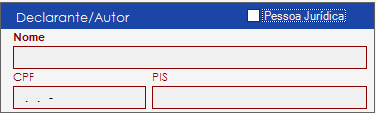 Declarante/Autor Pessoa Jurídica
Nome
CPF PIS
. . -